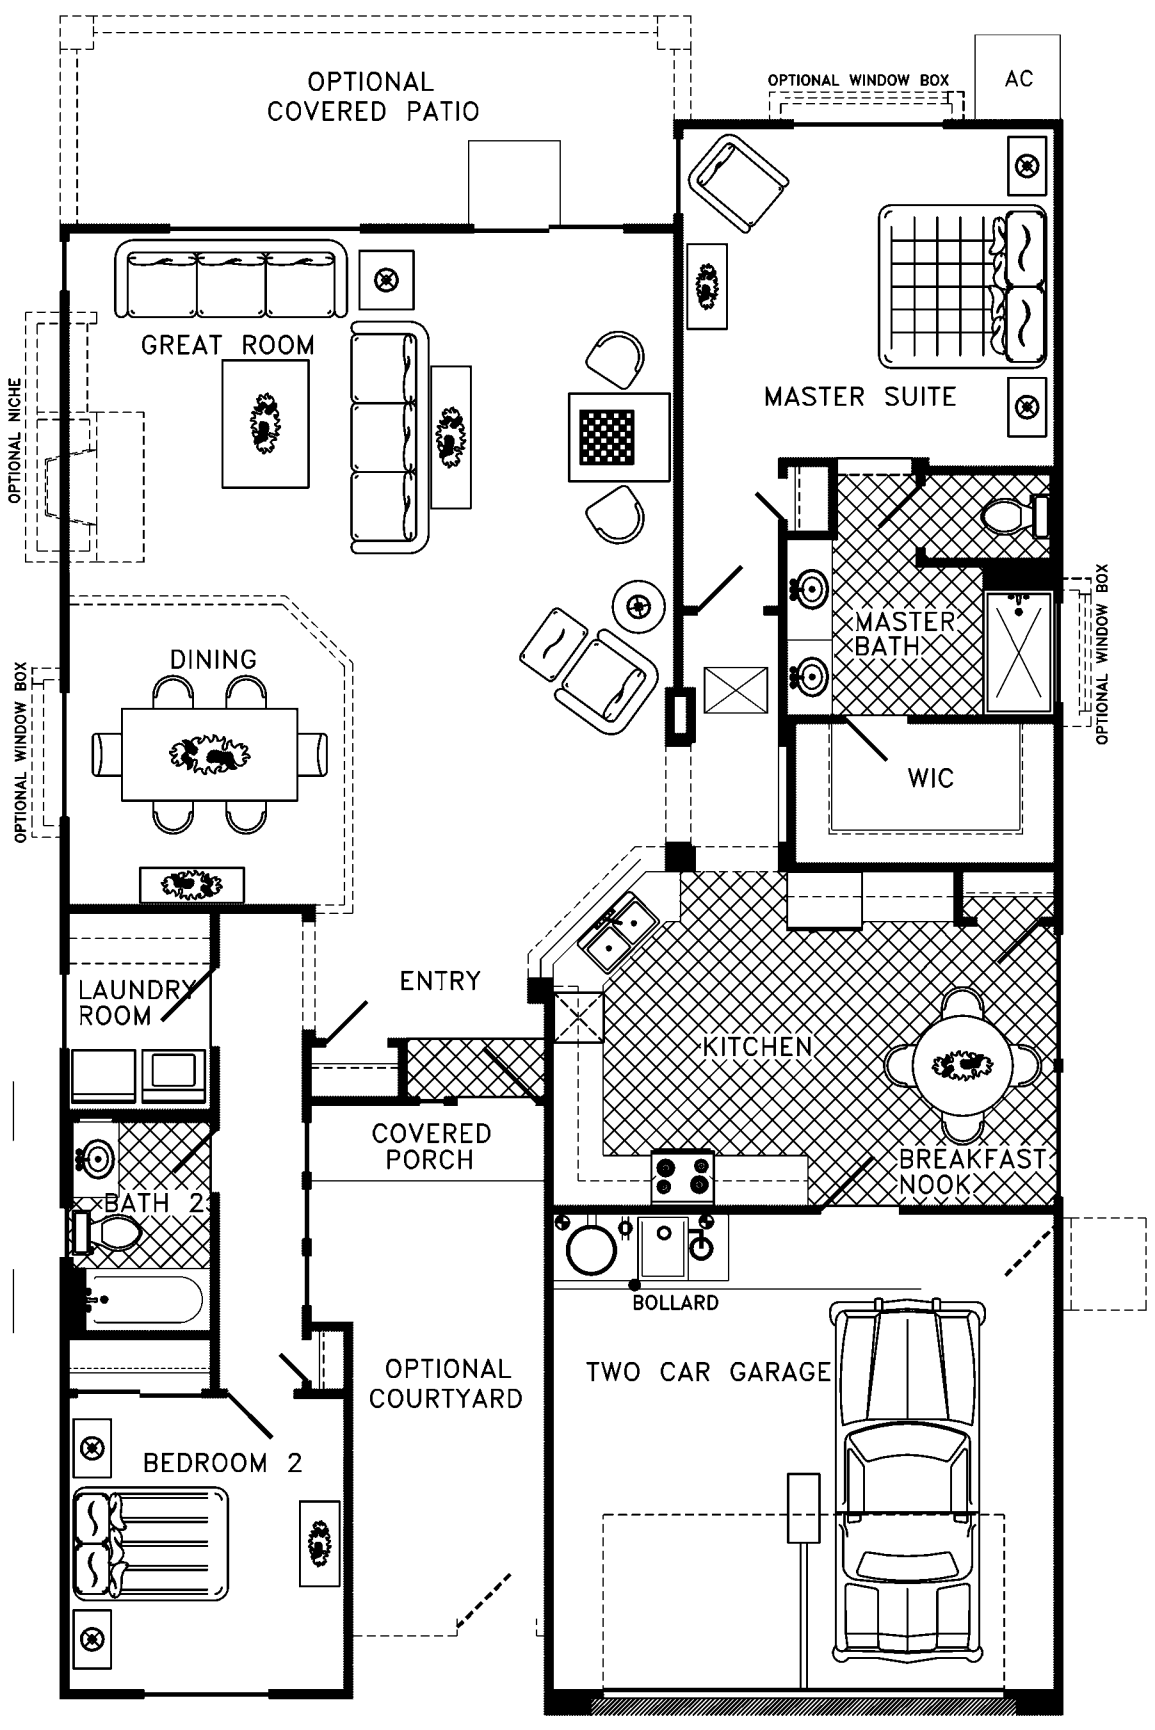 OPTIONAL
COVERED PATIO
OPTIONAL WINDOW BOX
AC
GREAT ROOM
MASTER SUITE
OPTIONAL NICHE
MASTER
BATH
OPTIONAL WINDOW BOX
DINING
OPTIONAL WINDOW BOX
WIC
ENTRY
LAUNDRY
ROOM
KITCHEN
COVERED
PORCH
BREAKFAST
NOOK
BATH 2
BOLLARD
OPTIONAL
COURTYARD
TWO CAR GARAGE
BEDROOM 2